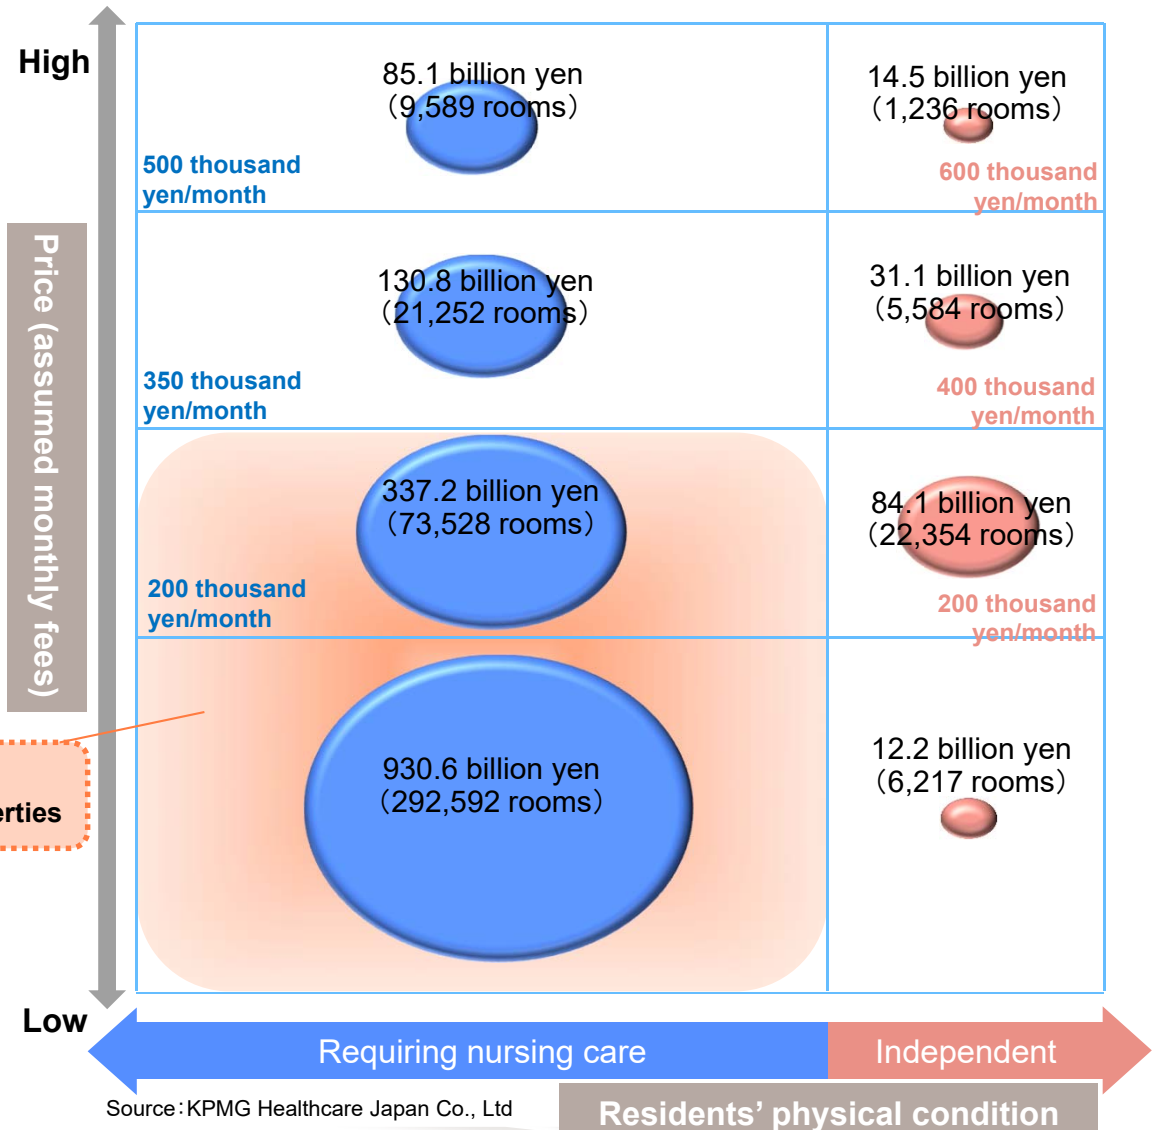 High
85.1 billion yen
（9,589 rooms）
14.5 billion yen
（1,236 rooms）
500 thousand
yen/month
600 thousand
yen/month
Price (assumed monthly fees)
130.8 billion yen
（21,252 rooms）
31.1 billion yen
（5,584 rooms）
350 thousand
yen/month
400 thousand
yen/month
337.2 billion yen
（73,528 rooms）
84.1 billion yen
（22,354 rooms）
200 thousand
yen/month
200 thousand
yen/month
930.6 billion yen
（292,592 rooms）
12.2 billion yen
（6,217 rooms）
erties
Low
Requiring nursing care
Independent
Source：KPMG Healthcare Japan Co., Ltd
Residents’ physical condition